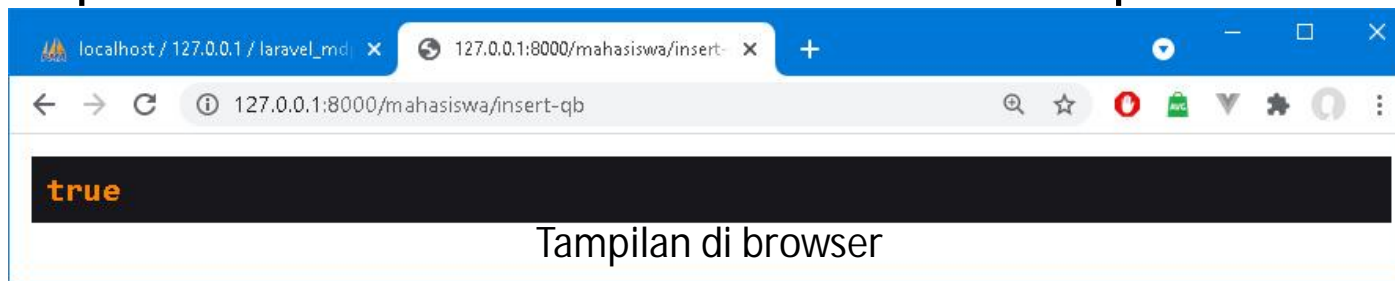 localhost / 127.0.0.1 / laravel_md
127.0.0.1:8000/mahasiswa/insert-
127.0.0.1:8000/mahasiswa/insert-qb
AVG
true
Tampilan di browser